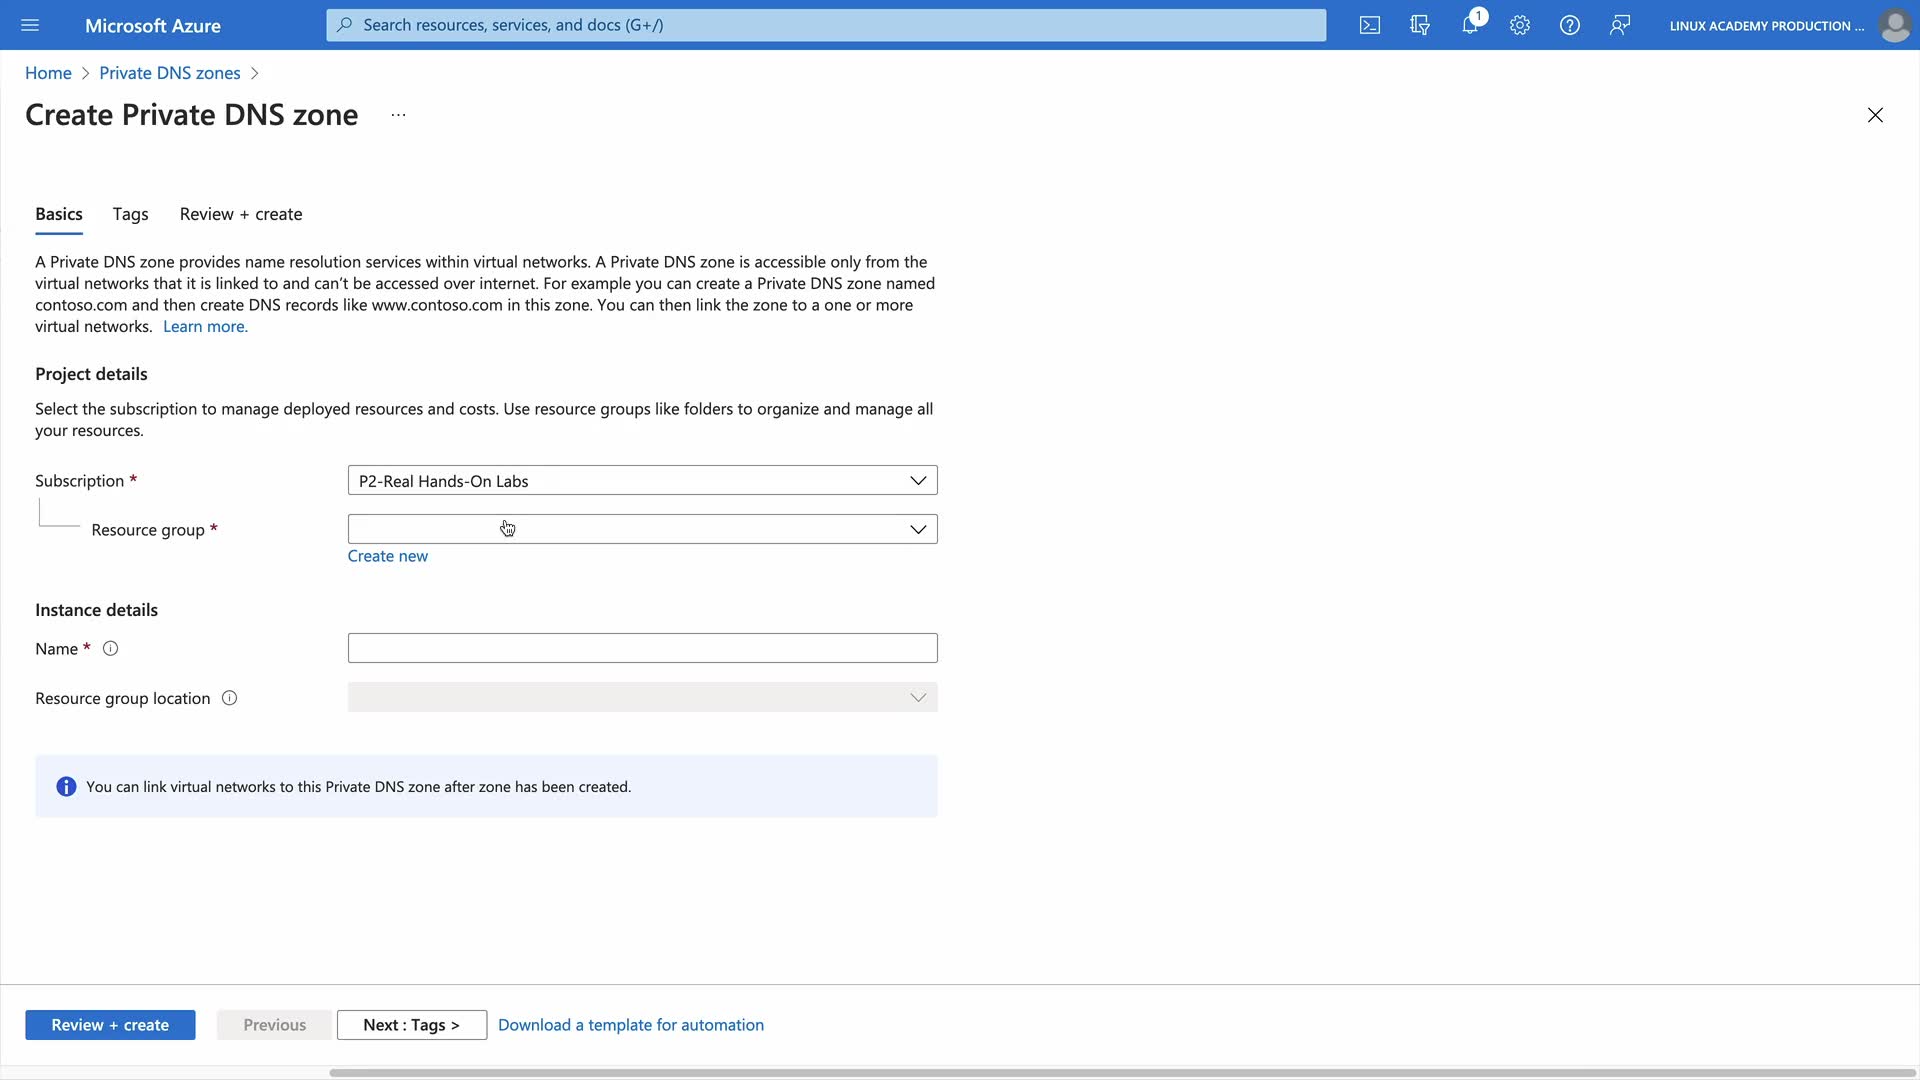 Microsoft Azure
Search resources, services, and docs (G+/)
1
LINUX ACADEMY PRODUCTION ...
Home > Private DNS zones >
Create Private DNS zone ...
Basics Tags Review + create
A Private DNS zone provides name resolution services within virtual networks. A Private DNS zone is accessible only from the
virtual networks that it is linked to and can’t be accessed over internet. For example you can create a Private DNS zone named
contoso.com and then create DNS records like www.contoso.com in this zone. You can then link the zone to a one or more
virtual networks. Learn more.
Project details
Select the subscription to manage deployed resources and costs. Use resource groups like folders to organize and manage all
your resources.
Subscription *
P2-Real Hands-On Labs
Resource group *
Create new
Instance details
Name *
Resource group location
You can link virtual networks to this Private DNS zone after zone has been created.
Review + create
Previous
Next : Tags >
Download a template for automation